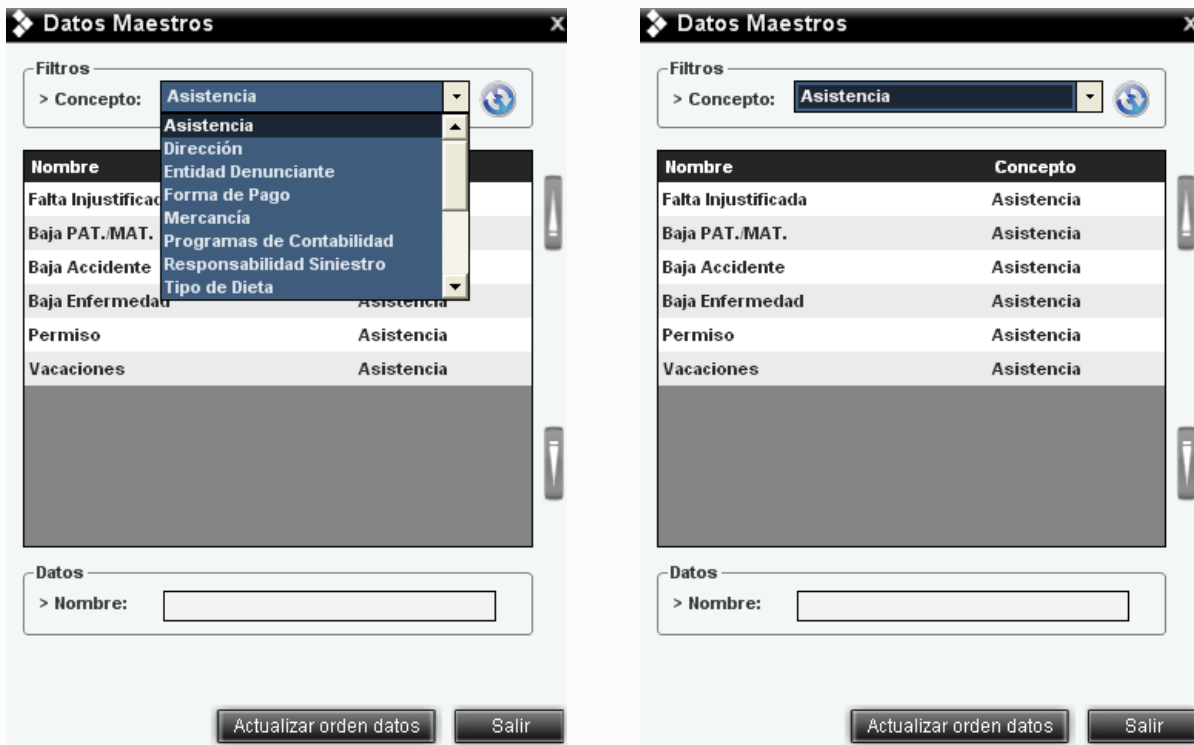 Datos Maestros x
Filtros
> Concepto: Asistencia
Asistencia
Dirección
Entidad Denunciante
Forma de Pago
Mercancía
Programas de Contabilidad
Responsabilidad Siniestro
Tipo de Dieta
Nombre
Falta Injustificad
Baja PAT./MAT.
Baja Accidente
Baja Enfermedad Asistencia
Permiso Asistencia
Vacaciones Asistencia
Datos
> Nombre:
Actualizar orden datos Salir
Datos Maestros x
Filtros
> Concepto: Asistencia
Nombre Concepto
Falta Injustificada Asistencia
Baja PAT./MAT. Asistencia
Baja Accidente Asistencia
Baja Enfermedad Asistencia
Permiso Asistencia
Vacaciones Asistencia
Datos
> Nombre:
Actualizar orden datos Salir